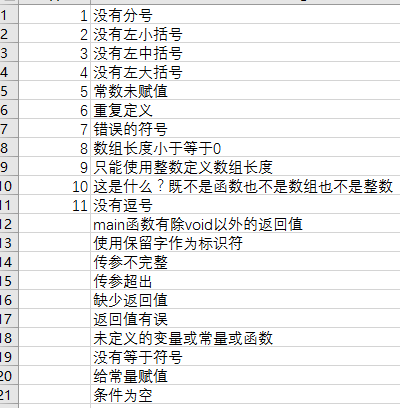 1 1 没有分号
2 2 没有左小括号
3 3 没有左中括号
4 4 没有左大括号
5 5 常数未赋值
6 6 重复定义
7 7 错误的符号
8 8 数组长度小于等于0
9 9 只能使用整数定义数组长度
10 10 这是什么？既不是函数也不是数组也不是整数
11 11 没有逗号
12 main函数有除void以外的返回值
13 使用保留字作为标识符
14 传参不完整
15 传参超出
16 缺少返回值
17 返回值有误
18 未定义的变量或常量或函数
19 没有等于符号
20 给常量赋值
21 条件为空